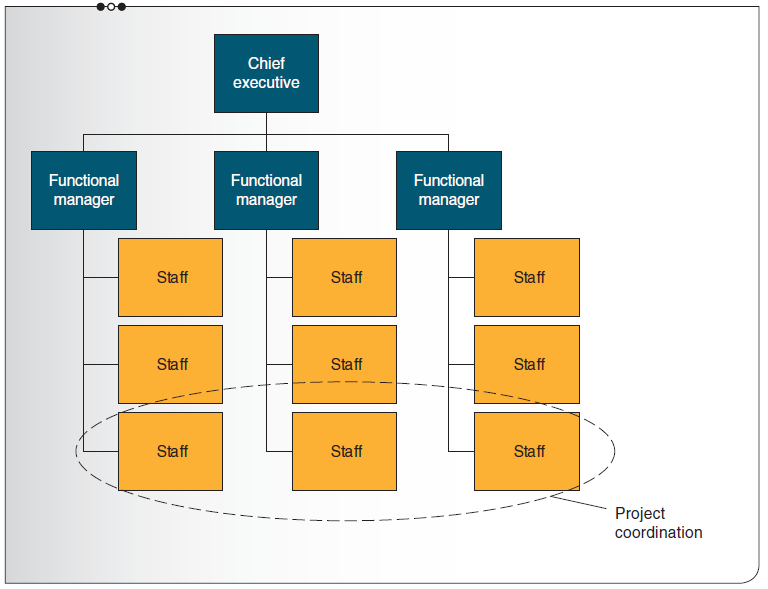 Chief
executive
Functional
manager
Functional
manager
Functional
manager
Staff
Staff
Staff
Staff
Staff
Staff
Staff
Staff
Staff
Project
coordination